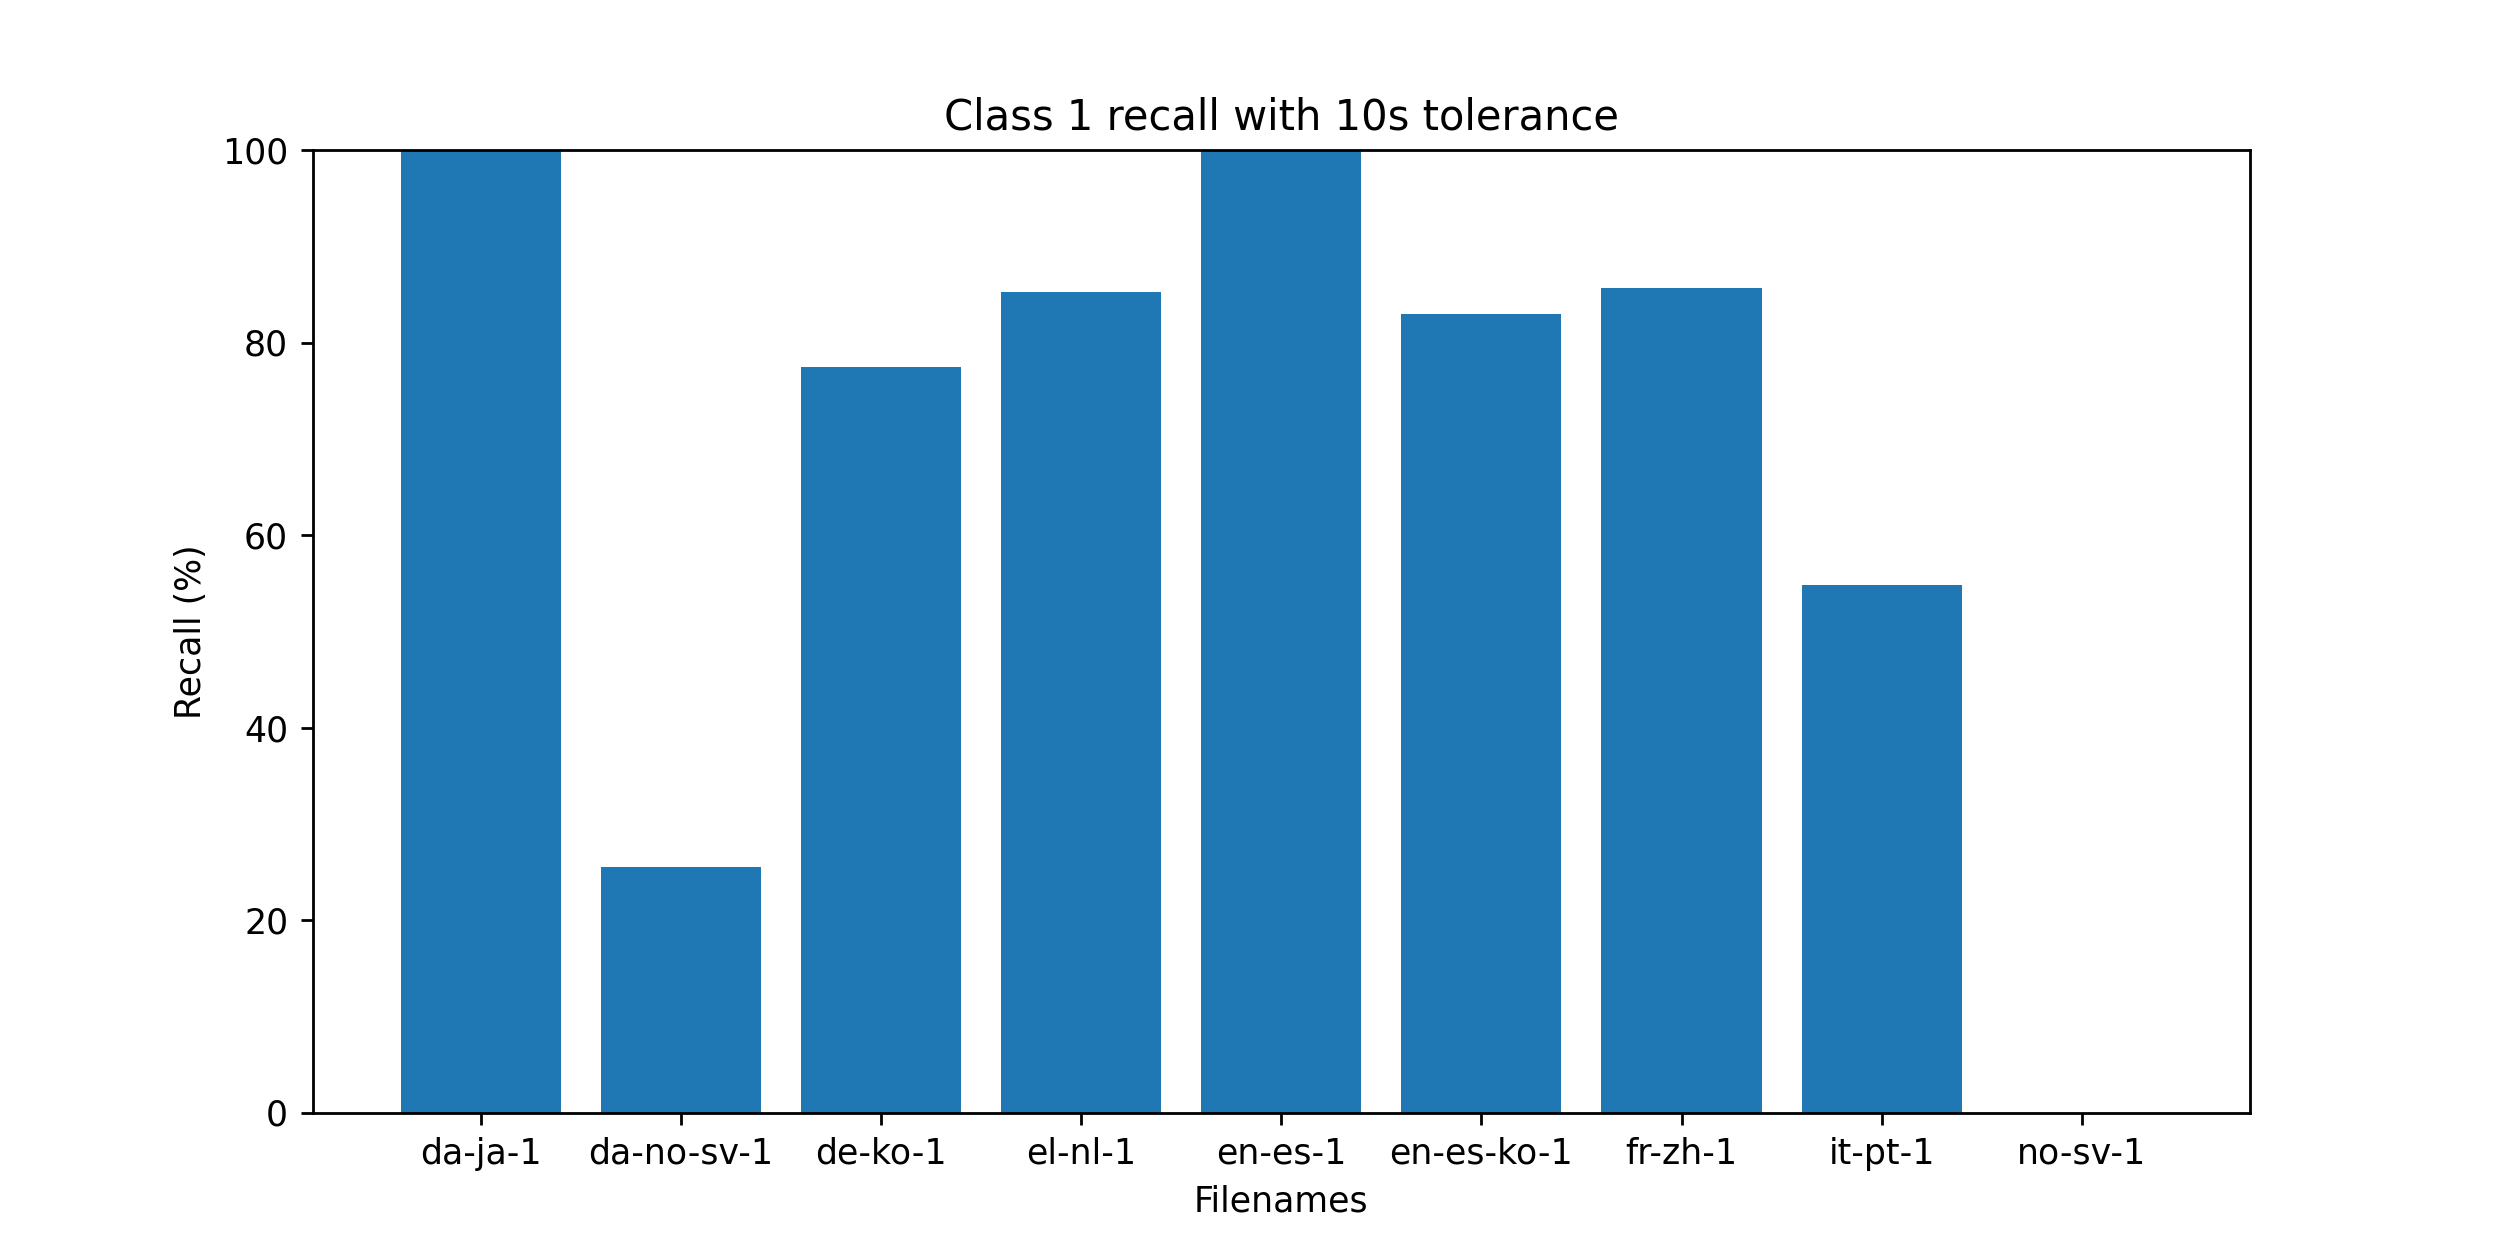 Class 1 recall with 10s tolerance
100
80
60
40
20
0
Recall (%)
da-ja-1 da-no-sv-1 de-ko-1 el-nl-1 en-es-1 en-es-ko-1 fr-zh-1 it-pt-1 no-sv-1
Filenames